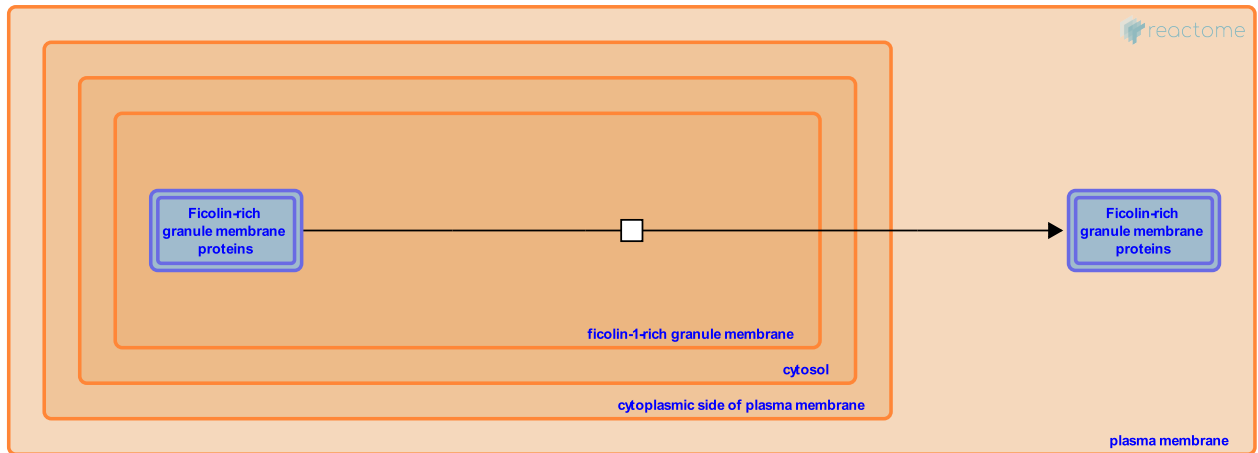 reactome
Ficolin-rich
granule membrane
proteins
Ficolin-rich
granule membrane
proteins
ficolin-1-rich granule membrane
cytosol
cytoplasmic side of plasma membrane
plasma membrane